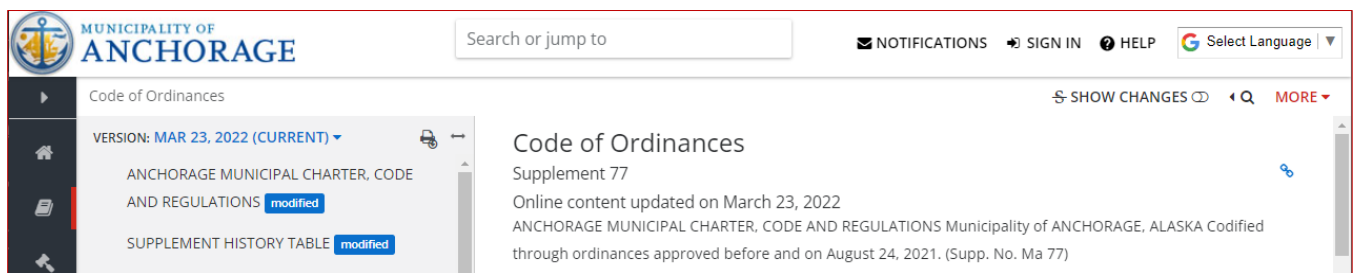 MUNICIPALITY OF
ANCHORAGE
Search or jump to
NOTIFICATIONS SIGN IN HELP Select Language ▼
Code of Ordinances
SHOW CHANGES MORE
VERSION: MAR 23, 2022 (CURRENT)
ANCHORAGE MUNICIPAL CHARTER, CODE
AND REGULATIONS modified
SUPPLEMENT HISTORY TABLE modified
Code of Ordinances
Supplement 77
Online content updated on March 23, 2022
ANCHORAGE MUNICIPAL CHARTER, CODE AND REGULATIONS Municipality of ANCHORAGE, ALASKA Codified
through ordinances approved before and on August 24, 2021. (Supp. No. Ma 77)